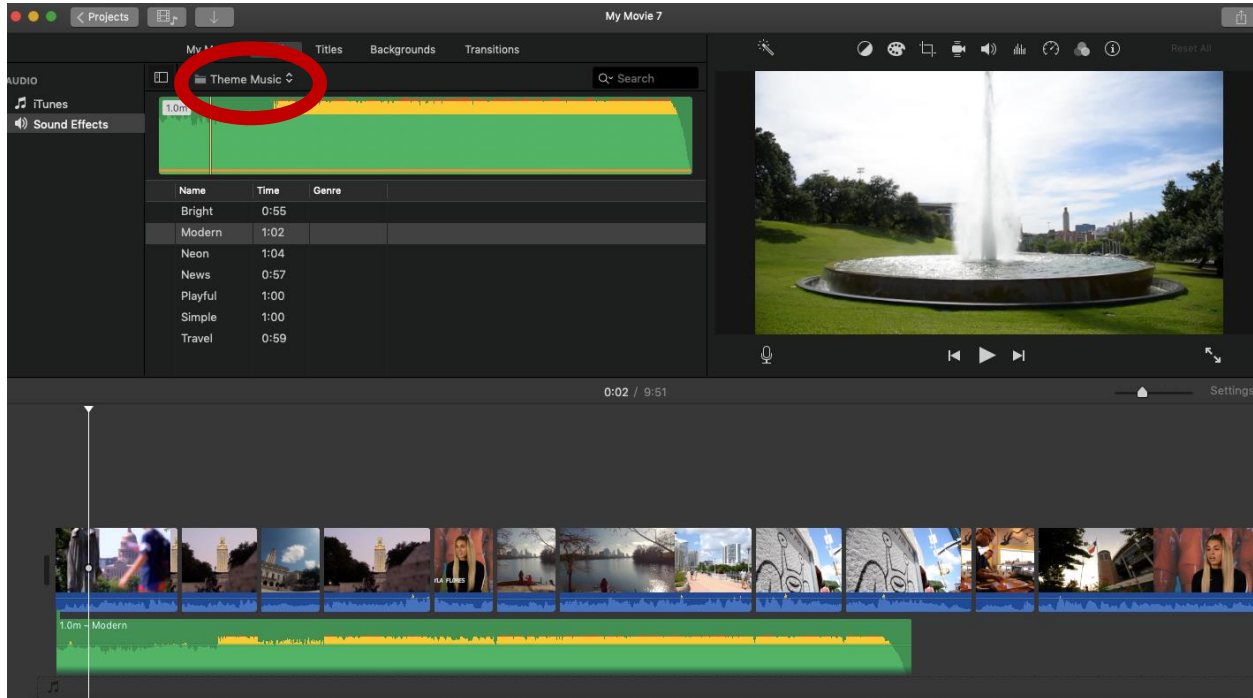 Projects
My Movie 7
My M
Titles Backgrounds Transitions
Reset All
AUDIO
Theme Music
Search
iTunes
Sound Effects
1.0m
Name Time Genre
Bright 0:55
Modern 1:02
Neon 1:04
News 0:57
Playful 1:00
Simple 1:00
Travel 0:59
0:02 / 9:51
Settings
YLA FLORES
1.0m – Modern